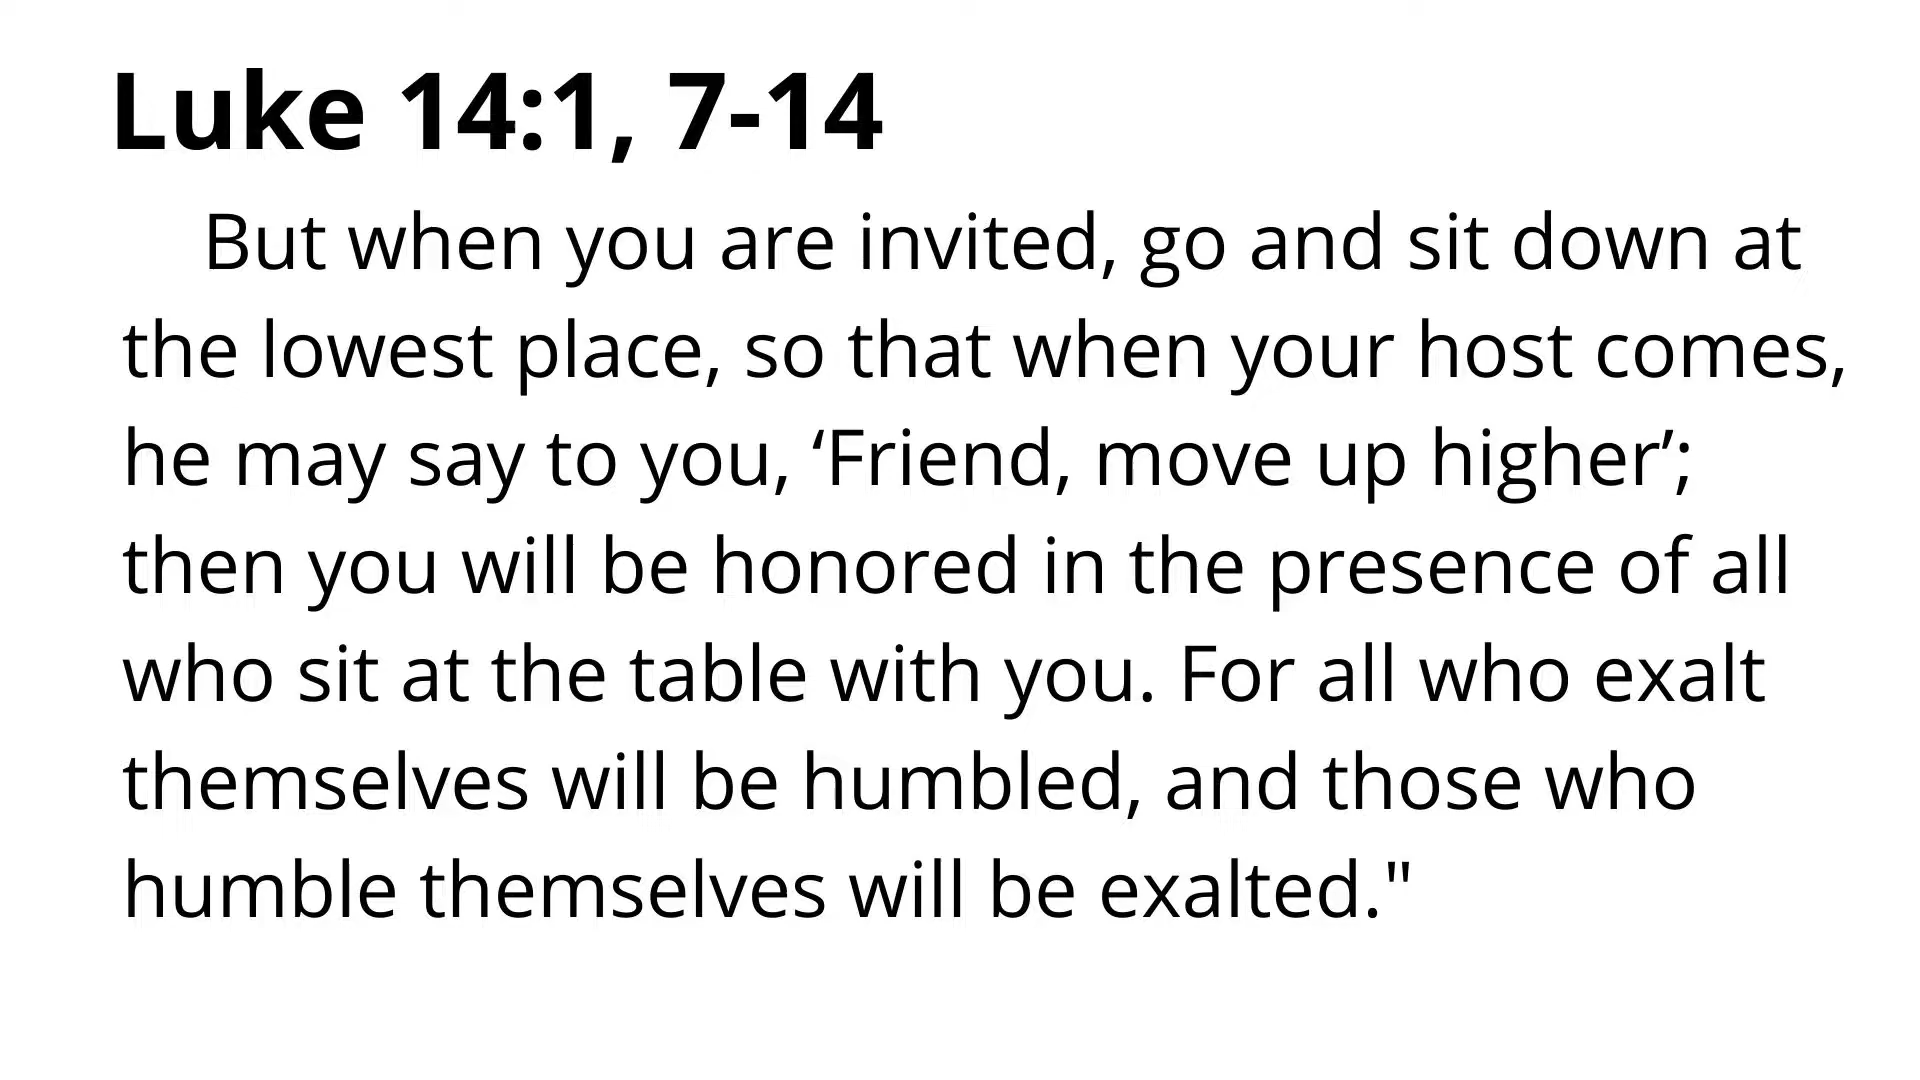 Luke 14:1, 7-14
But when you are invited, go and sit down at
the lowest place, so that when your host comes,
he may say to you, ‘Friend, move up higher’;
then you will be honored in the presence of all
who sit at the table with you. For all who exalt
themselves will be humbled, and those who
humble themselves will be exalted."